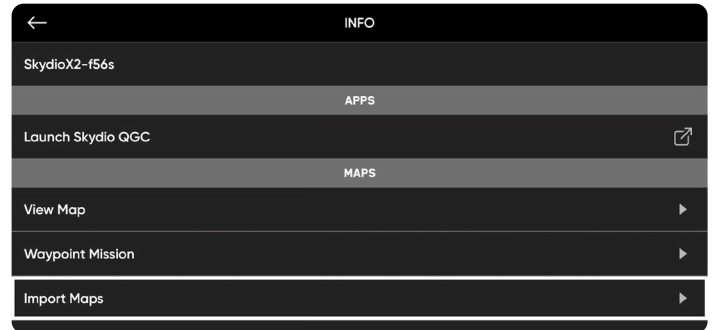 INFO
SkydioX2-f56s
APPS
Launch Skydio QGC
MAPS
View Map
Waypoint Mission
Import Maps